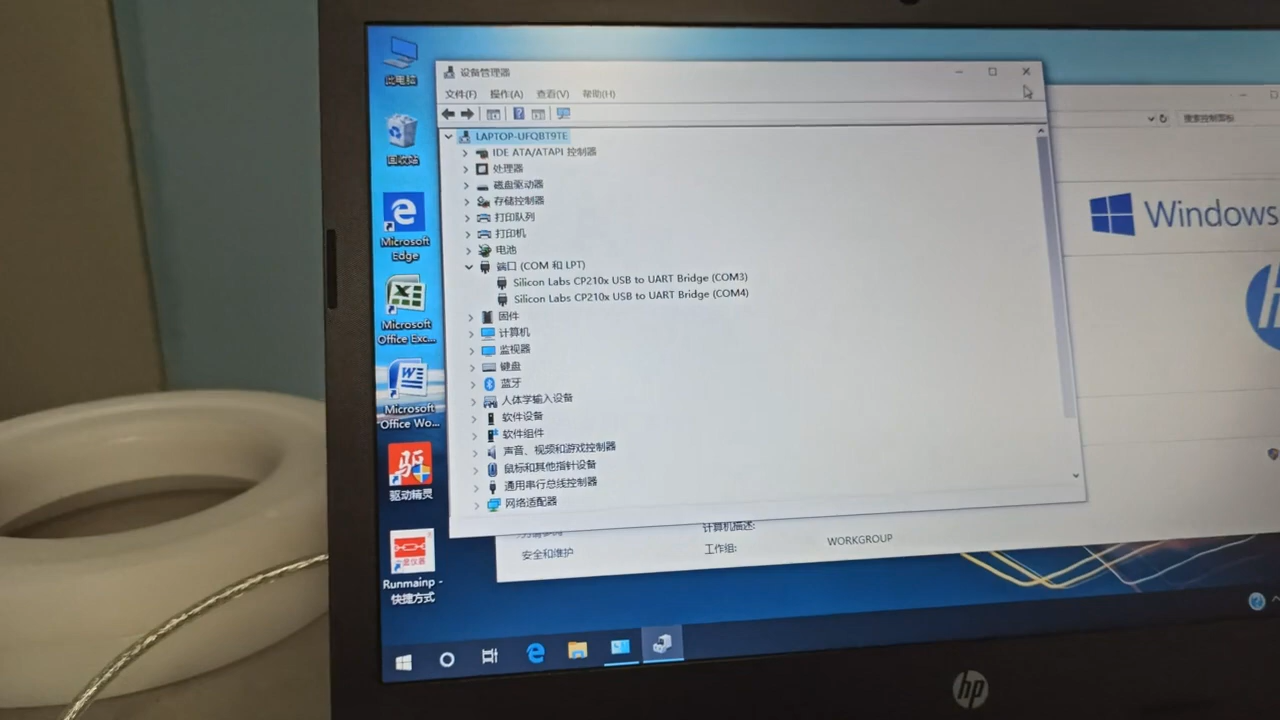 此电脑
回收站
Microsoft
Edge
Microsoft
Office Exc...
Microsoft
Office Wo...
驱
驱动精灵
Runmainp -
快捷方式
设备管理器
文件(F) 操作(A) 查看(V) 帮助(H)
LAPTOP-UFQBT9TE
IDE ATA/ATAPI 控制器
处理器
磁盘驱动器
存储控制器
打印队列
打印机
电池
端口 (COM 和 LPT)
Silicon Labs CP210x USB to UART Bridge (COM3)
Silicon Labs CP210x USB to UART Bridge (COM4)
固件
计算机
监视器
键盘
蓝牙
人体学输入设备
软件设备
软件组件
声音、视频和游戏控制器
鼠标和其他指针设备
通用串行总线控制器
网络适配器
搜索控制面板
Windows
计算机描述:
安全和维护
工作组:
WORKGROUP
hp